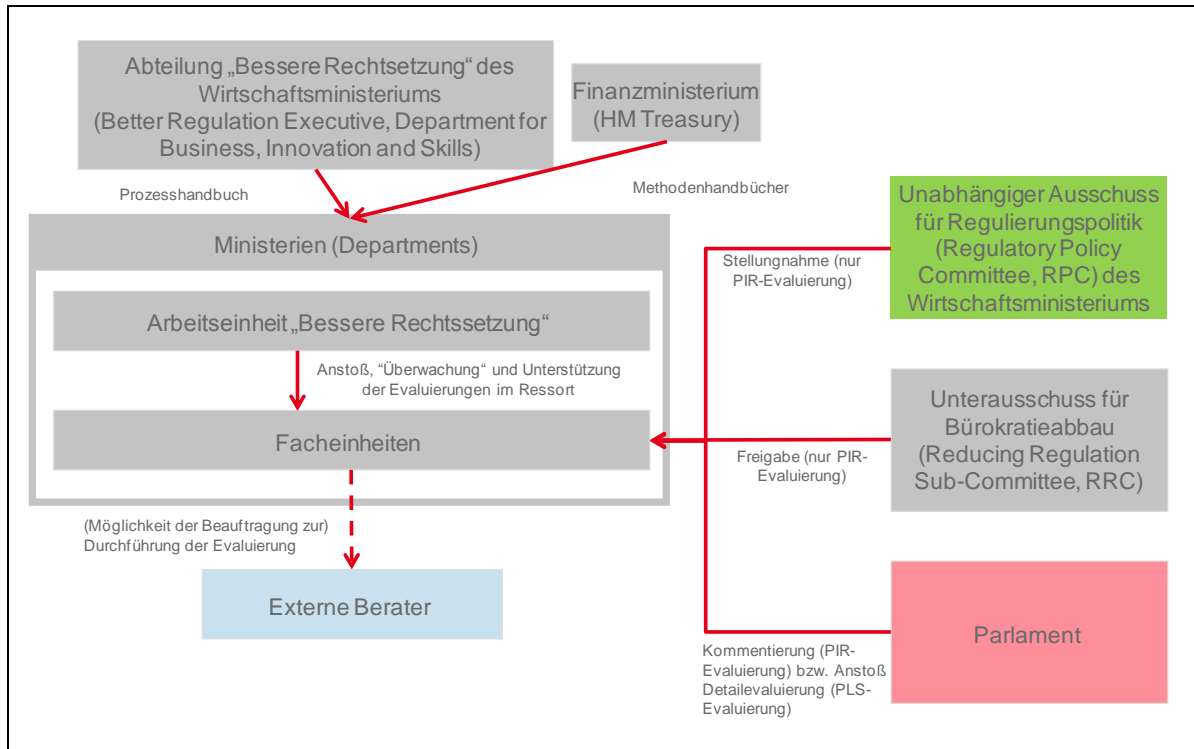 Abteilung „Bessere Rechtsetzung“ des
Wirtschaftsministeriums
(Better Regulation Executive, Department for
Business, Innovation and Skills)
Finanzministerium
(HM Treasury)
Prozesshandbuch
Methodenhandbücher
Ministerien (Departments)
Arbeitseinheit „Bessere Rechtssetzung“
Anstoß, “Überwachung“ und Unterstützung
der Evaluierungen im Ressort
Facheinheiten
(Möglichkeit der Beauftragung zur)
Durchführung der Evaluierung
Externe Berater
Unabhängiger Ausschuss
für Regulierungspolitik
(Regulatory Policy
Committee, RPC) des
Wirtschaftsministeriums
Stellungnahme (nur
PIR-Evaluierung)
Unterausschuss für
Bürokratieabbau
(Reducing Regulation
Sub-Committee, RRC)
Freigabe (nur PIR-
Evaluierung)
Parlament
Kommentierung (PIR-
Evaluierung) bzw. Anstoß
Detailevaluierung (PLS-
Evaluierung)